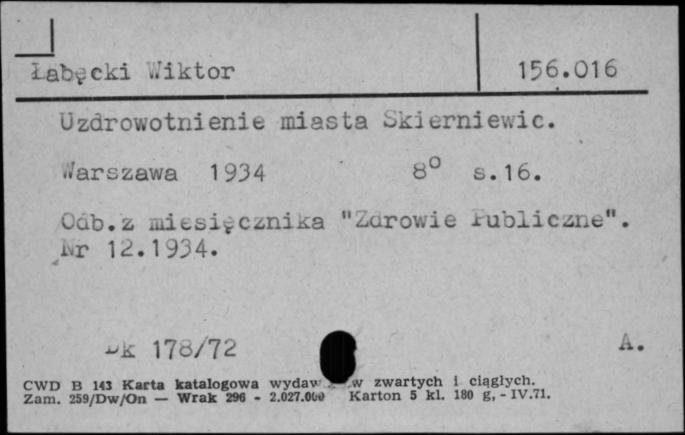 Łabęcki Wiktor 156.016
Uzdrowotnienie miasta Skierniewic.
Warszawa 1934 8° s.16.
Odb.z miesięcznika "Zdrowie Publiczne".
Nr 12.1934.
Dk 178/72 A.
CWD B 143 Karta katalogowa wydaw w zwartych i ciągłych.
Zam. 259/Dw/On — Wrak 296 - 2.027.000 Karton 5 kl. 180 g, - IV.71.